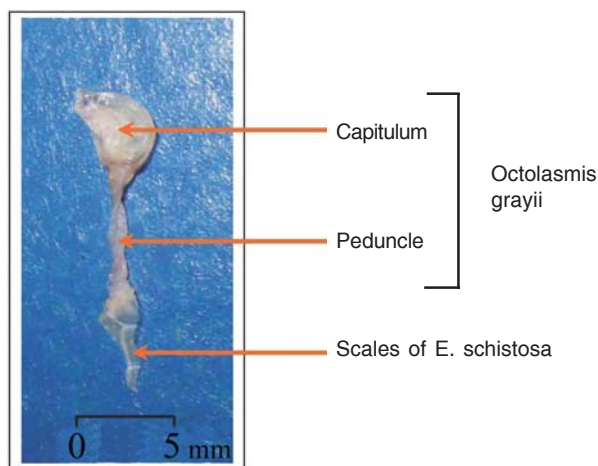 Capitulum
Octolasmis
grayii
Peduncle
Scales of E. schistosa
0 5 mm